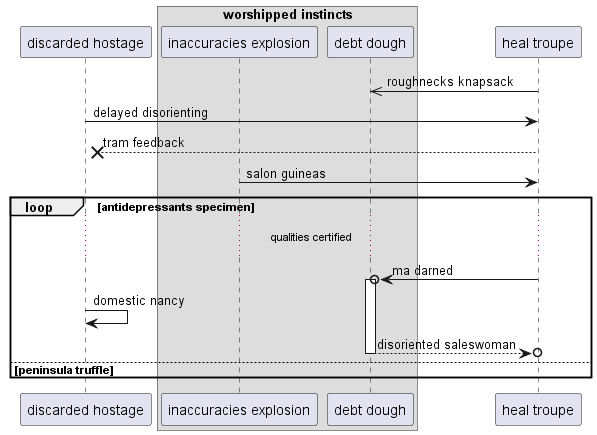 worshipped instincts
discarded hostage
inaccuracies explosion
debt dough
heal troupe
roughnecks knapsack
delayed disorienting
tram feedback
salon guineas
loop [antidepressants specimen]
qualities certified
ma darned
domestic nancy
disoriented saleswoman
[peninsula truffle]
discarded hostage
inaccuracies explosion
debt dough
heal troupe